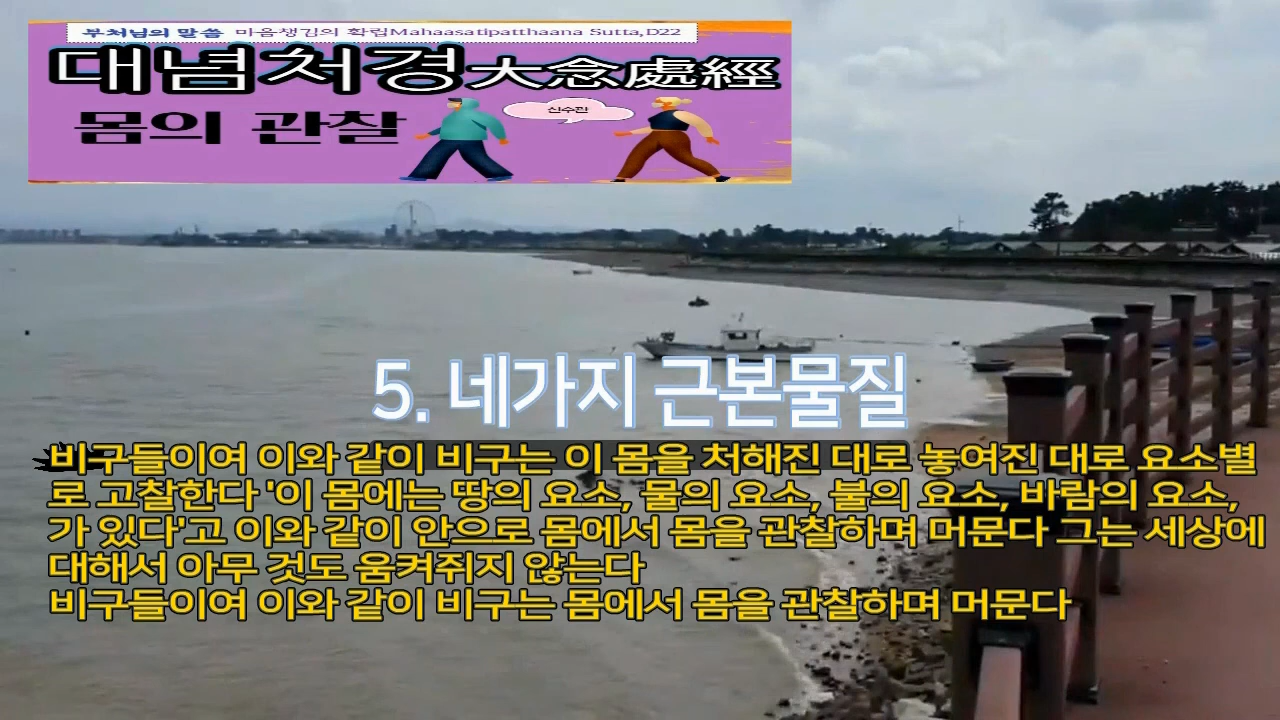 부처님의 말씀 마음챙김의 확립Mahaasatipatthaana Sutta,D22
대념처경大念處經
몸의 관찰
신수관
5. 네가지 근본물질
비구들이여 이와 같이 비구는 이 몸을 처해진 대로 놓여진 대로 요소별
로 고찰한다 '이 몸에는 땅의 요소, 물의 요소, 불의 요소, 바람의 요소,
가 있다'고 이와 같이 안으로 몸에서 몸을 관찰하며 머문다 그는 세상에
대해서 아무 것도 움켜쥐지 않는다
비구들이여 이와 같이 비구는 몸에서 몸을 관찰하며 머문다